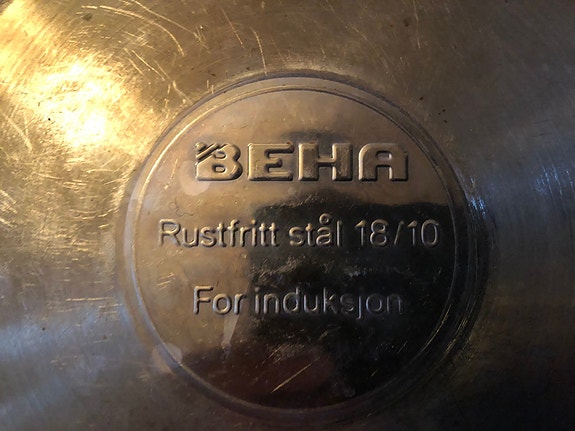 BEHA
Rustfritt stål 18/10
For induksjon